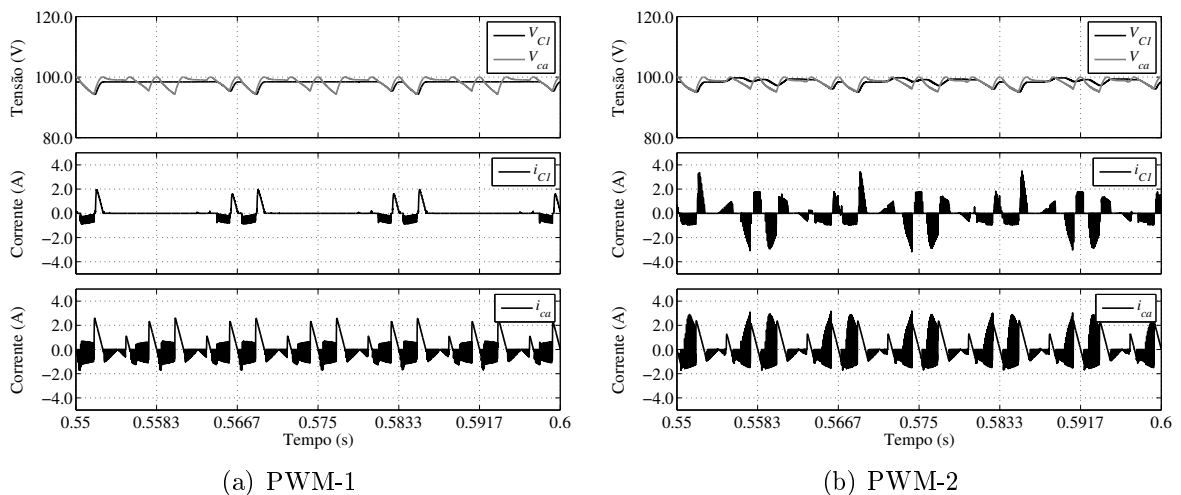 120.0
100.0
80.0
Tensão (V)
V_C1
V_ca
4.0
2.0
0.0
−2.0
−4.0
Corrente (A)
i_C1
4.0
2.0
0.0
−2.0
−4.0
Corrente (A)
i_ca
0.55 0.5583 0.5667 0.575 0.5833 0.5917 0.6
Tempo (s)
(a) PWM-1
120.0
100.0
80.0
Tensão (V)
V_C1
V_ca
4.0
2.0
0.0
−2.0
−4.0
Corrente (A)
i_C1
4.0
2.0
0.0
−2.0
−4.0
Corrente (A)
i_ca
0.55 0.5583 0.5667 0.575 0.5833 0.5917 0.6
Tempo (s)
(b) PWM-2